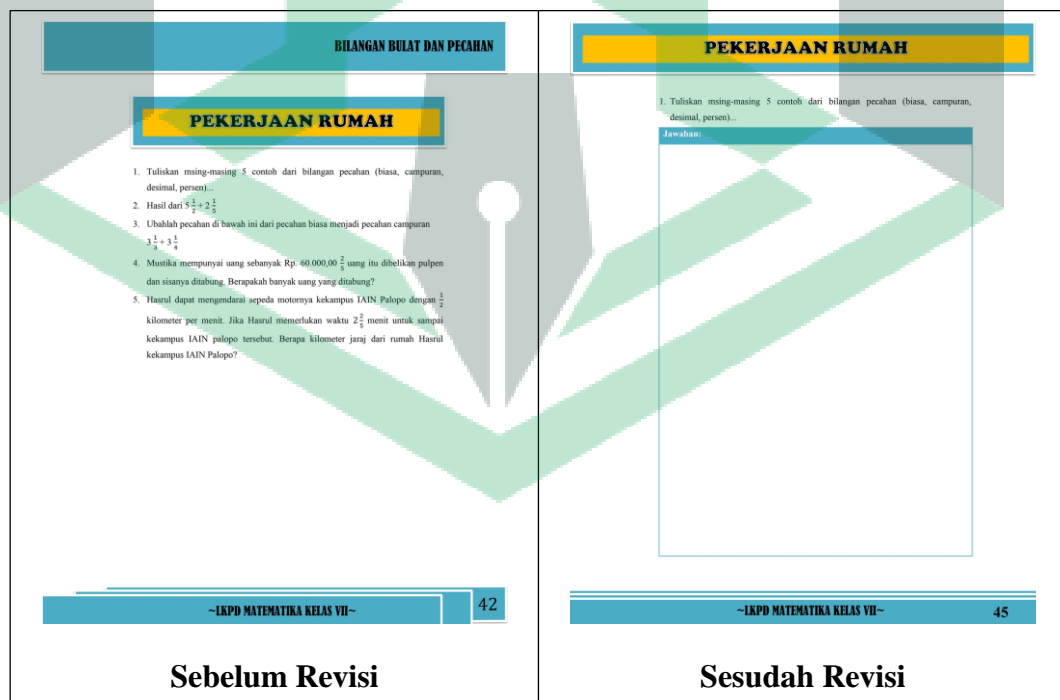 BILANGAN BULAT DAN PECAHAN
PEKERJAAN RUMAH
1. Tuliskan msing-masing 5 contoh dari bilangan pecahan (biasa, campuran,
desimal, persen)...
2. Hasil dari 5 1/2 + 2 1/5
3. Ubahlah pecahan di bawah ini dari pecahan biasa menjadi pecahan campuran
3 1/8 + 3 1/4
4. Mustika mempunyai uang sebanyak Rp. 60.000,00 2/5 uang itu dibelikan pulpen
dan sisanya ditabung. Berapakah banyak uang yang ditabung?
5. Hasrul dapat mengendarai sepeda motornya kekampus IAIN Palopo dengan 1/2
kilometer per menit. Jika Hasrul memerlukan waktu 2 2/5 menit untuk sampai
kekampus IAIN palopo tersebut. Berapa kilometer jaraj dari rumah Hasrul
kekampus IAIN Palopo?
~LKPD MATEMATIKA KELAS VII~
42
Sebelum Revisi
PEKERJAAN RUMAH
1. Tuliskan msing-masing 5 contoh dari bilangan pecahan (biasa, campuran,
desimal, persen)...
Jawaban:
~LKPD MATEMATIKA KELAS VII~
45
Sesudah Revisi